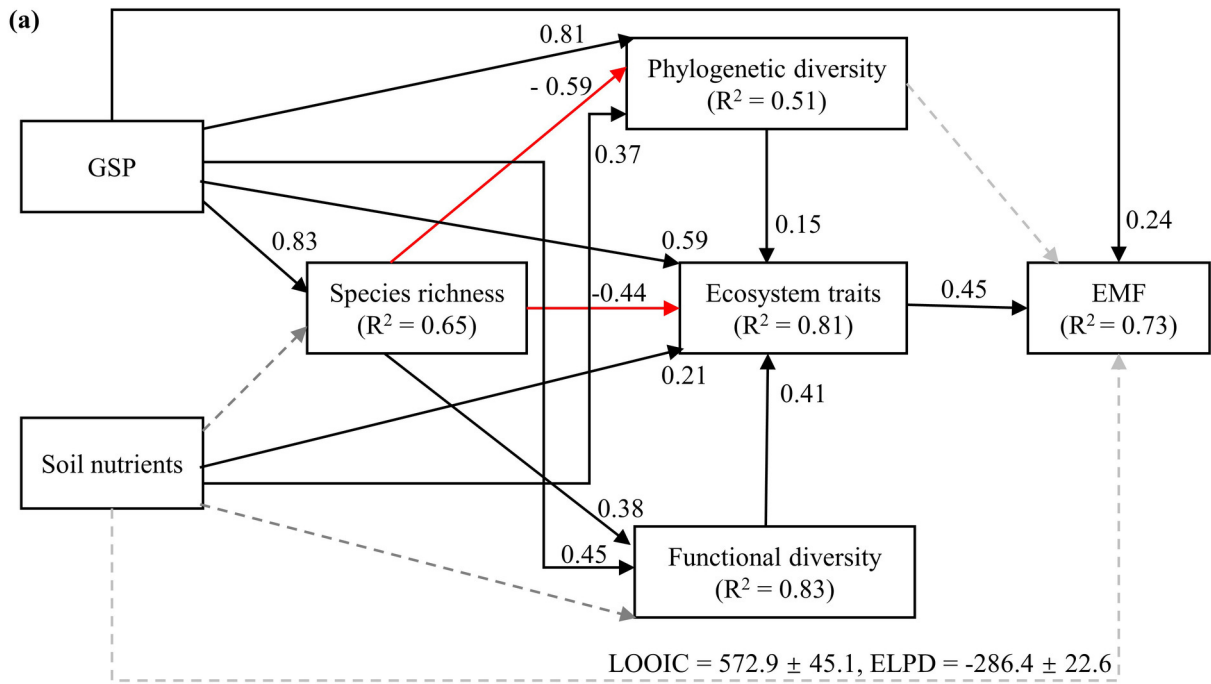 (a)
0.81
Phylogenetic diversity
(R² = 0.51)
- 0.59
GSP
0.37
0.83
0.59
0.15
0.24
Species richness
(R² = 0.65)
-0.44
Ecosystem traits
(R² = 0.81)
0.45
EMF
(R² = 0.73)
0.21
0.41
Soil nutrients
0.38
0.45
Functional diversity
(R² = 0.83)
LOOIC = 572.9 ± 45.1, ELPD = -286.4 ± 22.6